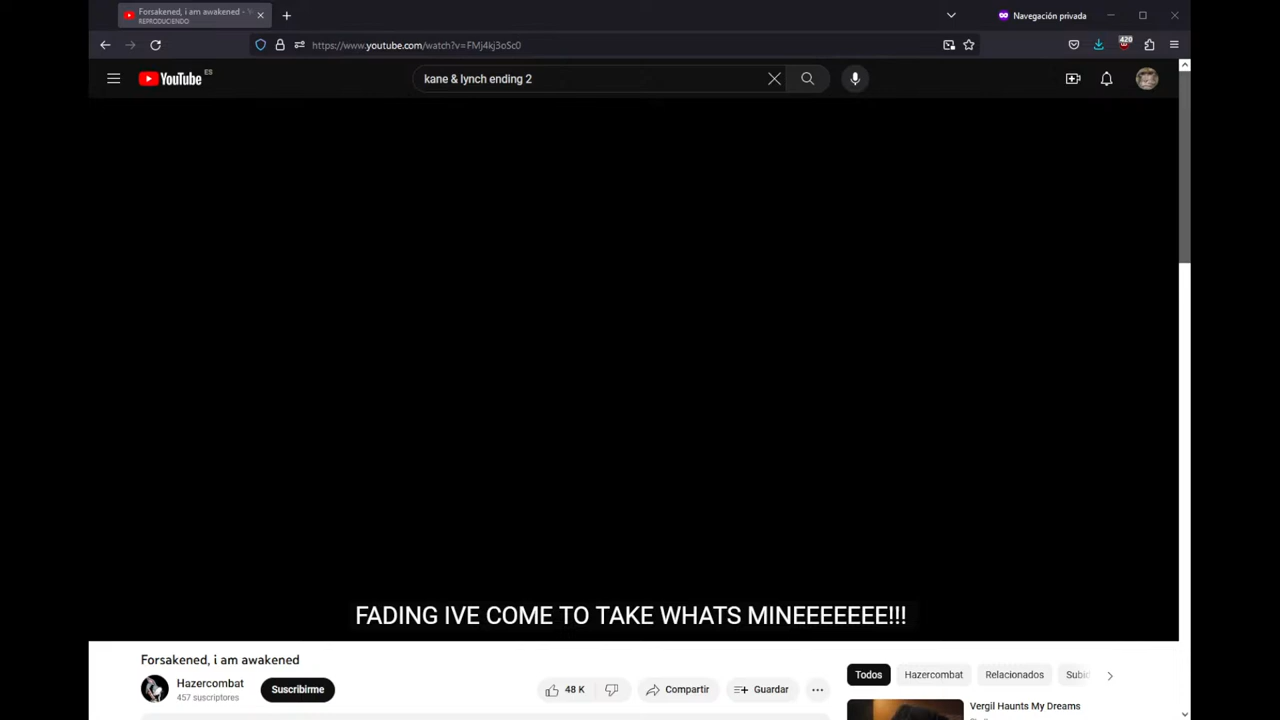 Forsakened, i am awakened - 
REPRODUCIENDO
Navegación privada
https://www.youtube.com/watch?v=FMj4kj3oSc0
420
YouTube ES
kane & lynch ending 2
FADING IVE COME TO TAKE WHATS MINEEEEEEE!!!
Forsakened, i am awakened
Hazercombat
457 suscriptores
Suscribirme
48 K
Compartir
Guardar
Todos
Hazercombat
Relacionados
Subi
Vergil Haunts My Dreams